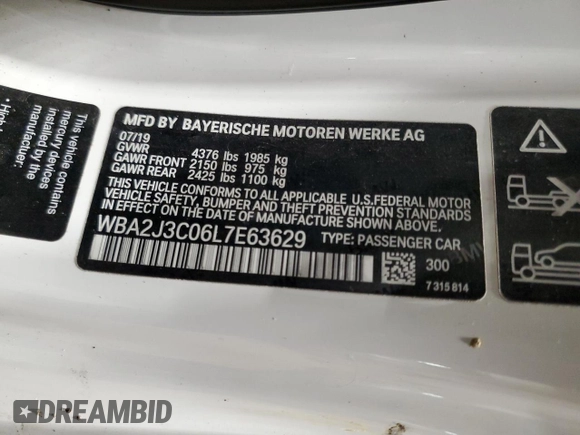 • High
This vehicle contains
mercury devices
installed by the
manufacturer:
MFD BY BAYERISCHE MOTOREN WERKE AG
07/19
GVWR 4376 lbs 1985 kg
GAWR FRONT 2150 lbs 975 kg
GAWR REAR 2425 lbs 1100 kg
THIS VEHICLE CONFORMS TO ALL APPLICABLE U.S.FEDERAL MOTOR
VEHICLE SAFETY, BUMPER AND THEFT PREVENTION STANDARDS
IN EFFECT ON THE DATE OF MANUFACTURE SHOWN ABOVE.
WBA2J3C06L7E63629 TYPE: PASSENGER CAR
300
7 315 814
DREAMBID